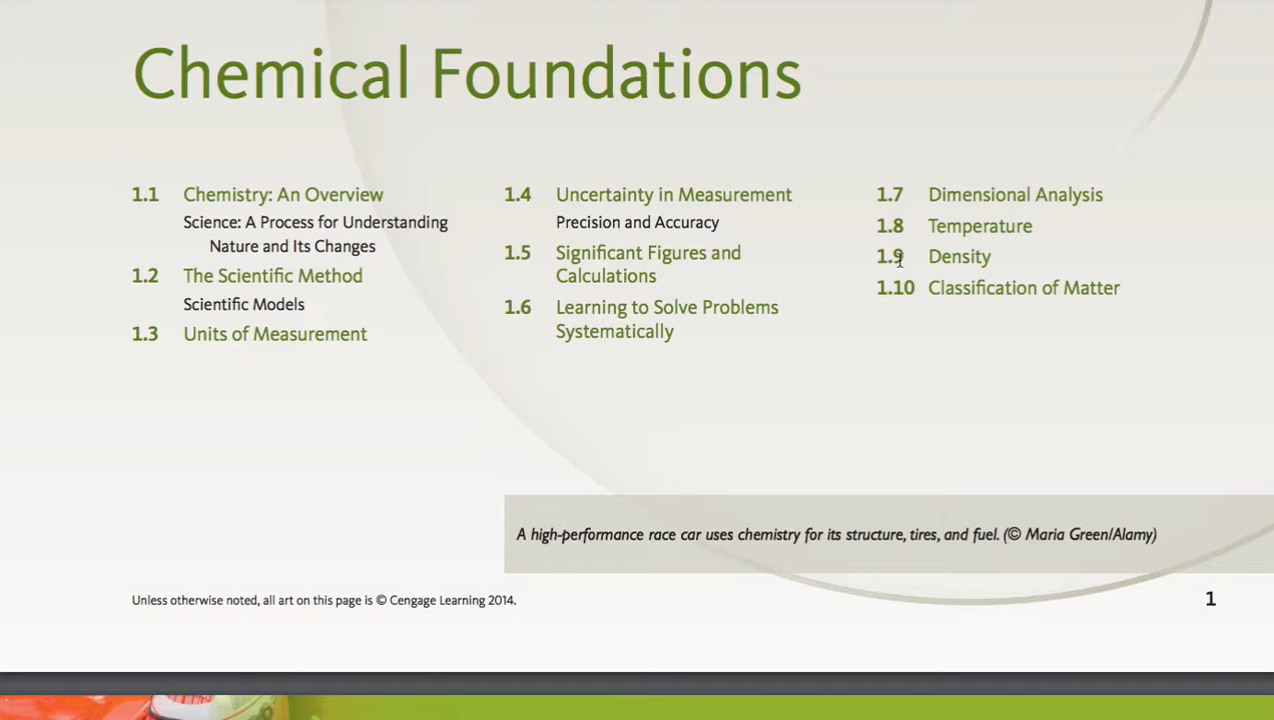 Chemical Foundations
1.1 Chemistry: An Overview
Science: A Process for Understanding
Nature and Its Changes
1.2 The Scientific Method
Scientific Models
1.3 Units of Measurement
1.4 Uncertainty in Measurement
Precision and Accuracy
1.5 Significant Figures and
Calculations
1.6 Learning to Solve Problems
Systematically
1.7 Dimensional Analysis
1.8 Temperature
1.9 Density
1.10 Classification of Matter
A high-performance race car uses chemistry for its structure, tires, and fuel. (© Maria Green/Alamy)
Unless otherwise noted, all art on this page is © Cengage Learning 2014.
1